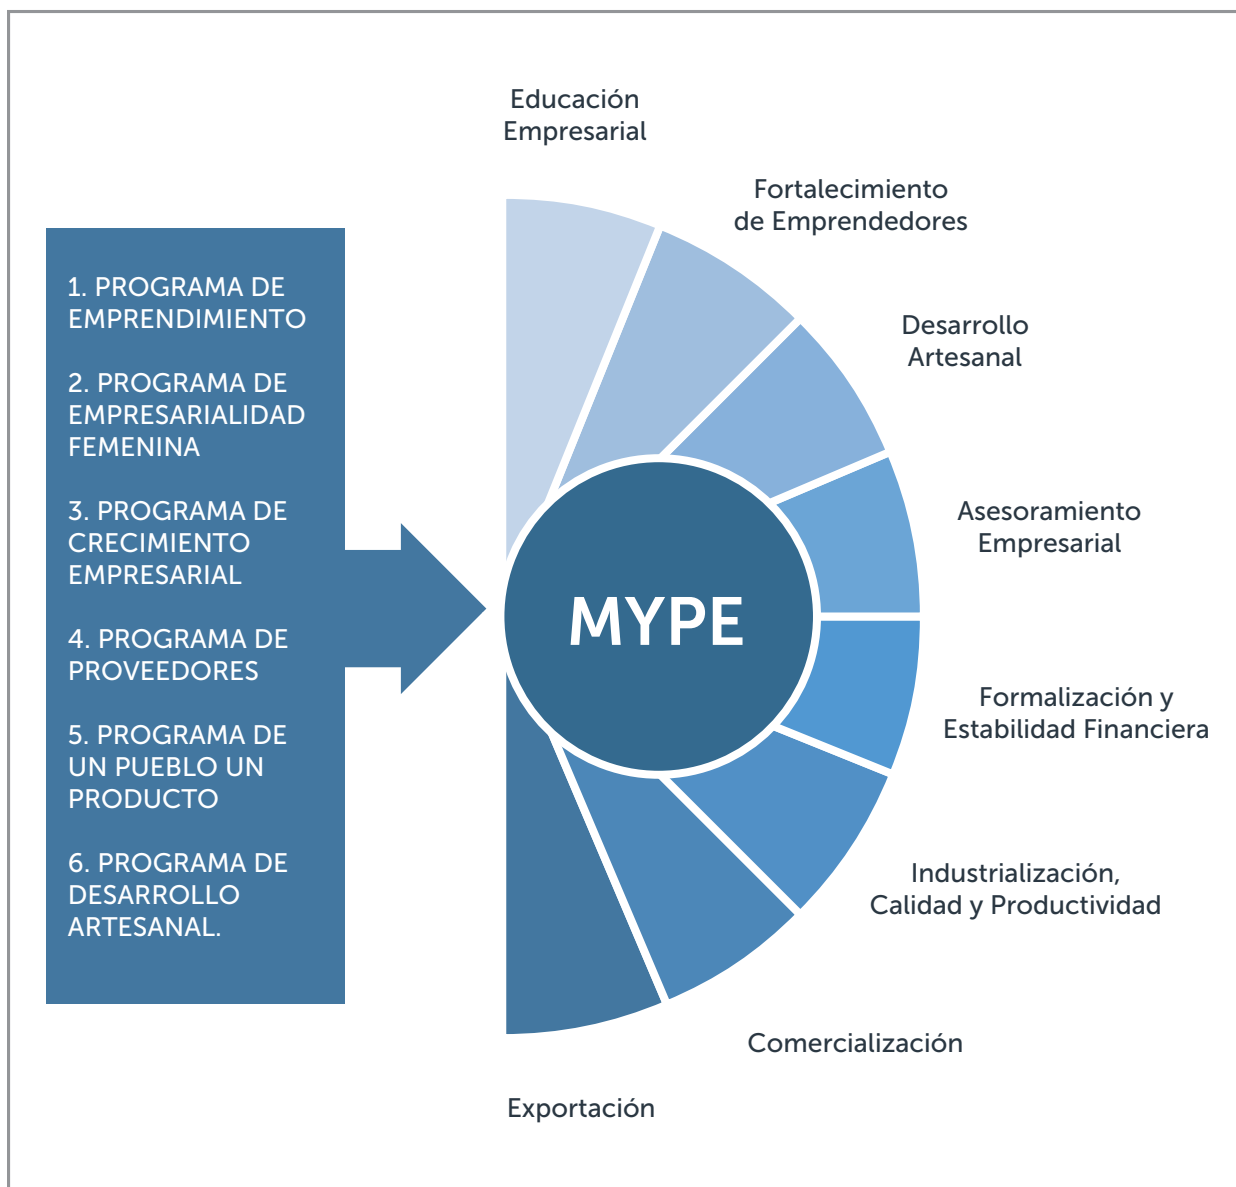 1. PROGRAMA DE
EMPRENDIMIENTO
2. PROGRAMA DE
EMPRESARIALIDAD
FEMENINA
3. PROGRAMA DE
CRECIMIENTO
EMPRESARIAL
4. PROGRAMA DE
PROVEEDORES
5. PROGRAMA DE
UN PUEBLO UN
PRODUCTO
6. PROGRAMA DE
DESARROLLO
ARTESANAL.
MYPE
Educación
Empresarial
Fortalecimiento
de Emprendedores
Desarrollo
Artesanal
Asesoramiento
Empresarial
Formalización y
Estabilidad Financiera
Industrialización,
Calidad y Productividad
Comercialización
Exportación